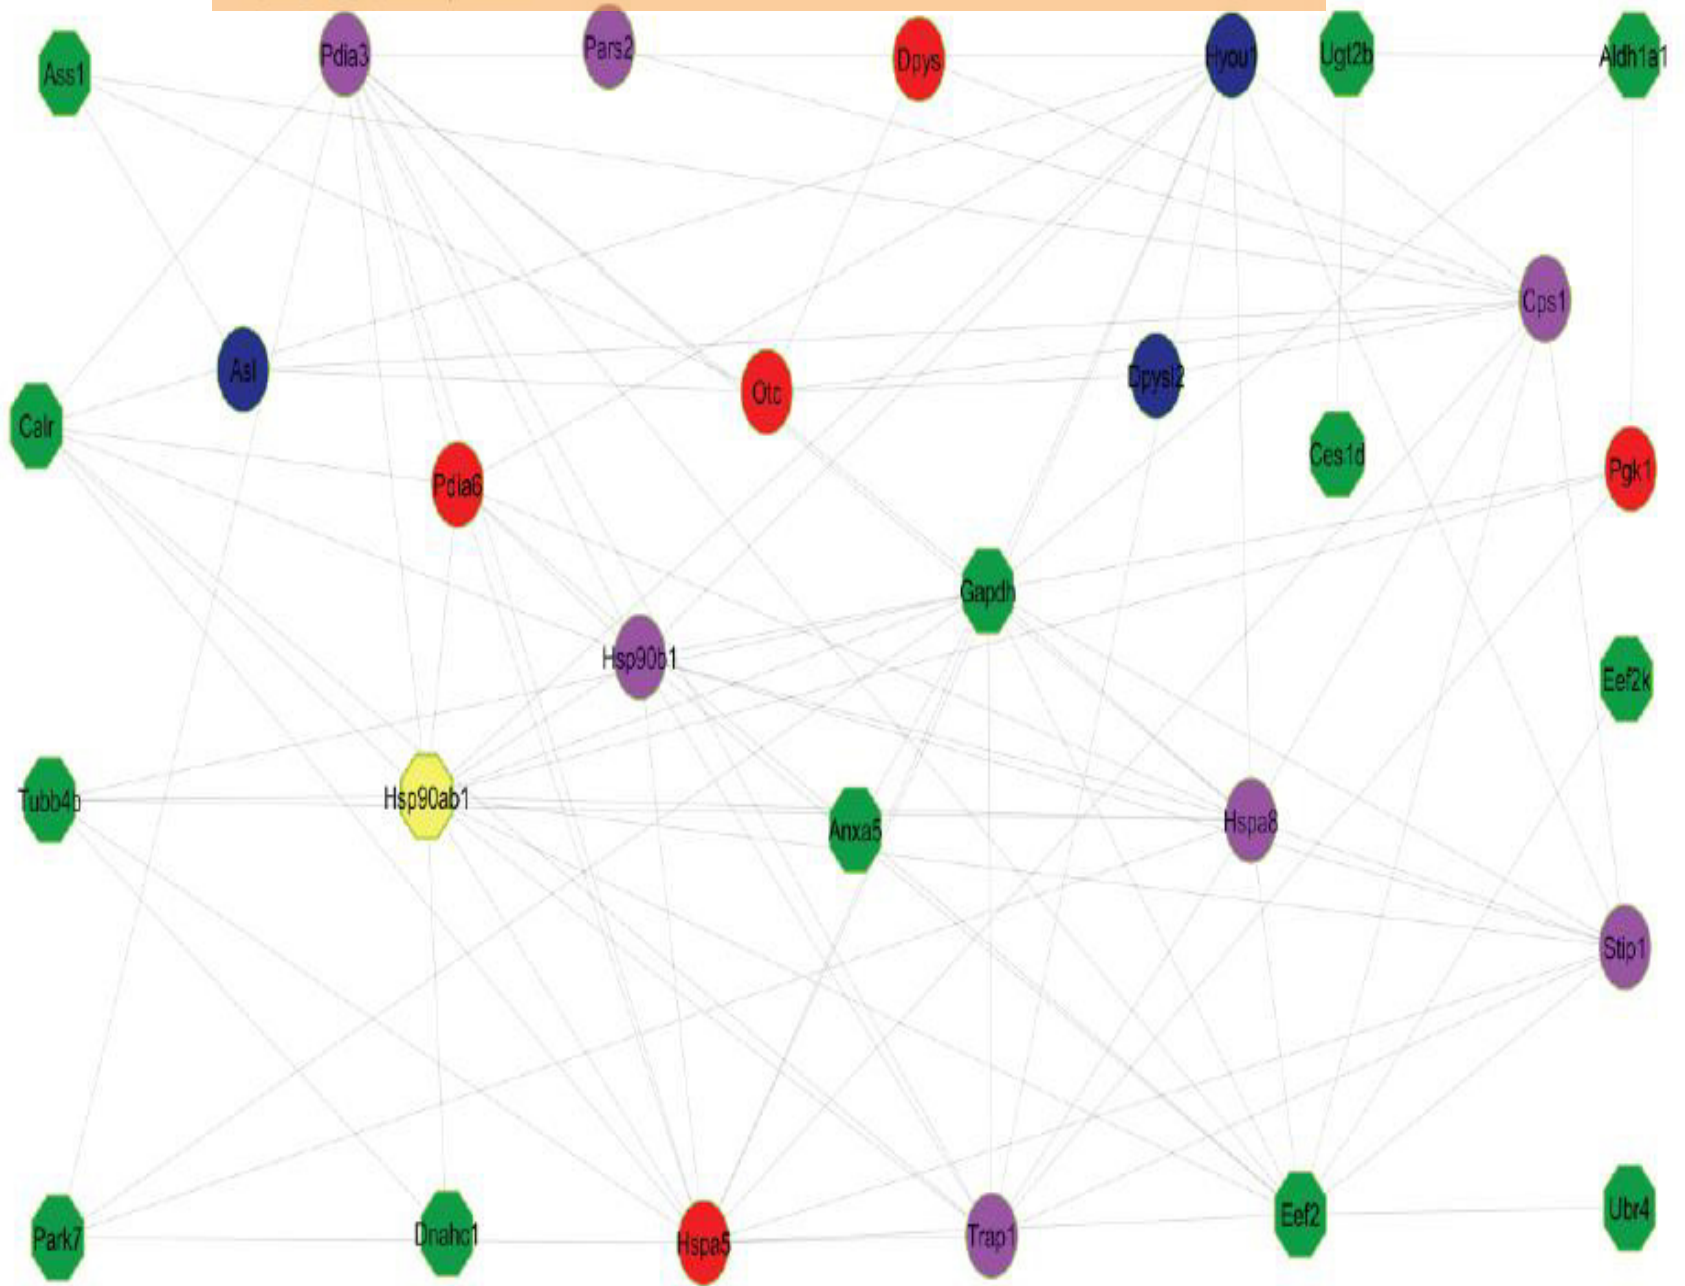 Ass1
Pdia3
Pars2
Dpys
Hyou1
Ugt2b
Aldh1a1
Cps1
Asl
Otc
Dpysl2
Calr
Pdia6
Ces1d
Pgk1
Gapdh
Hsp90b1
Eef2k
Tubb4b
Hsp90ab1
Anxa5
Hspa8
Stip1
Park7
Dnahc1
Hspa5
Trap1
Eef2
Ubr4